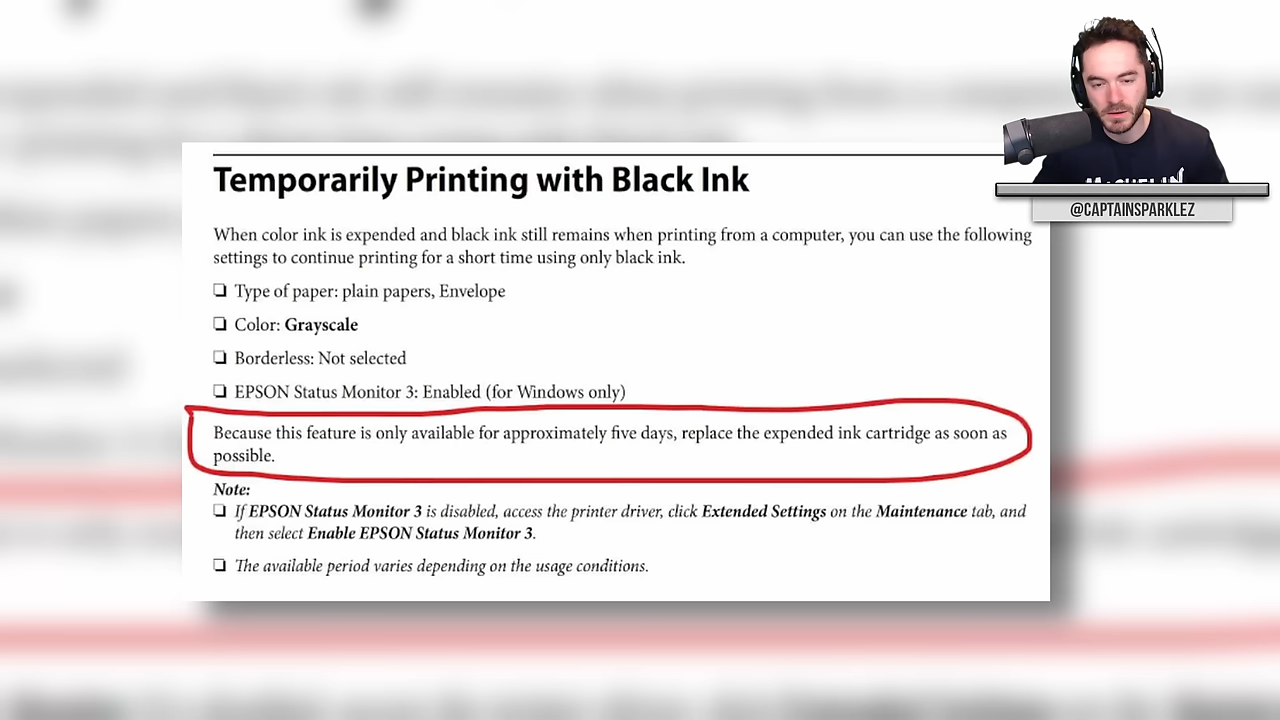 Temporarily Printing with Black Ink
When color ink is expended and black ink still remains when printing from a computer, you can use the following
settings to continue printing for a short time using only black ink.
❏ Type of paper: plain papers, Envelope
❏ Color: Grayscale
❏ Borderless: Not selected
❏ EPSON Status Monitor 3: Enabled (for Windows only)
Because this feature is only available for approximately five days, replace the expended ink cartridge as soon as
possible.
Note:
❏ If EPSON Status Monitor 3 is disabled, access the printer driver, click Extended Settings on the Maintenance tab, and
then select Enable EPSON Status Monitor 3.
❏ The available period varies depending on the usage conditions.
@CAPTAINSPARKLEZ